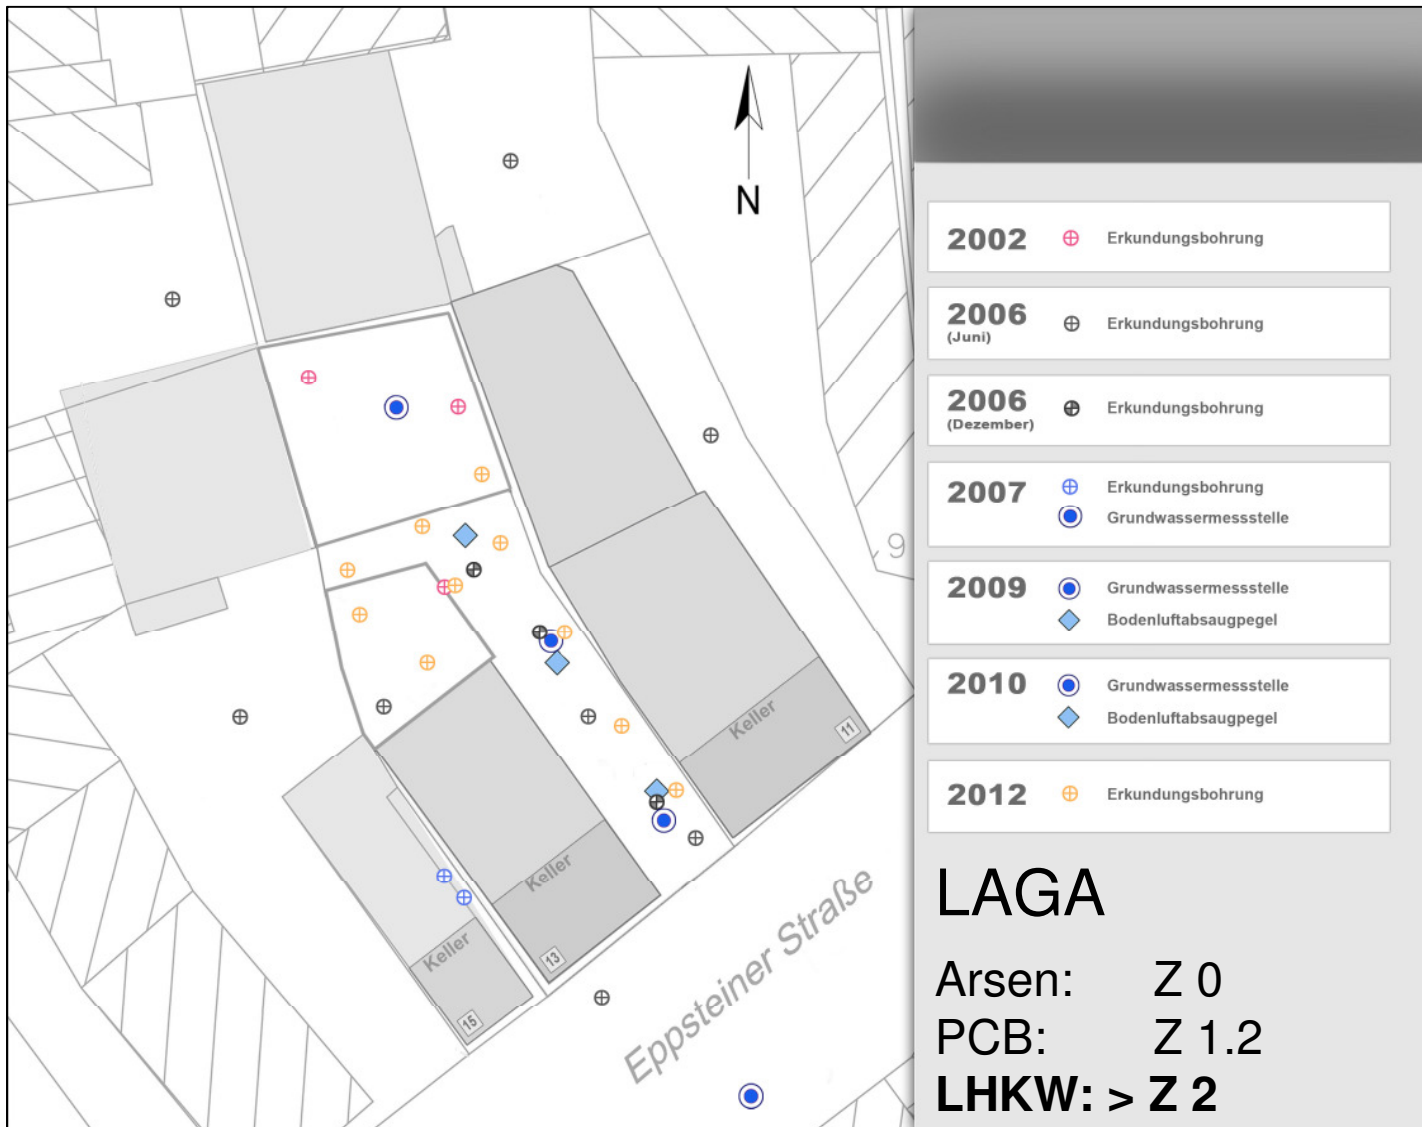 N
9
Keller
11
Keller
13
Keller
15
Eppsteiner Straße
2002 Erkundungsbohrung
2006 Erkundungsbohrung
(Juni)
2006 Erkundungsbohrung
(Dezember)
2007 Erkundungsbohrung
Grundwassermessstelle
2009 Grundwassermessstelle
Bodenluftabsaugpegel
2010 Grundwassermessstelle
Bodenluftabsaugpegel
2012 Erkundungsbohrung
LAGA
Arsen: Z 0
PCB: Z 1.2
LHKW: > Z 2